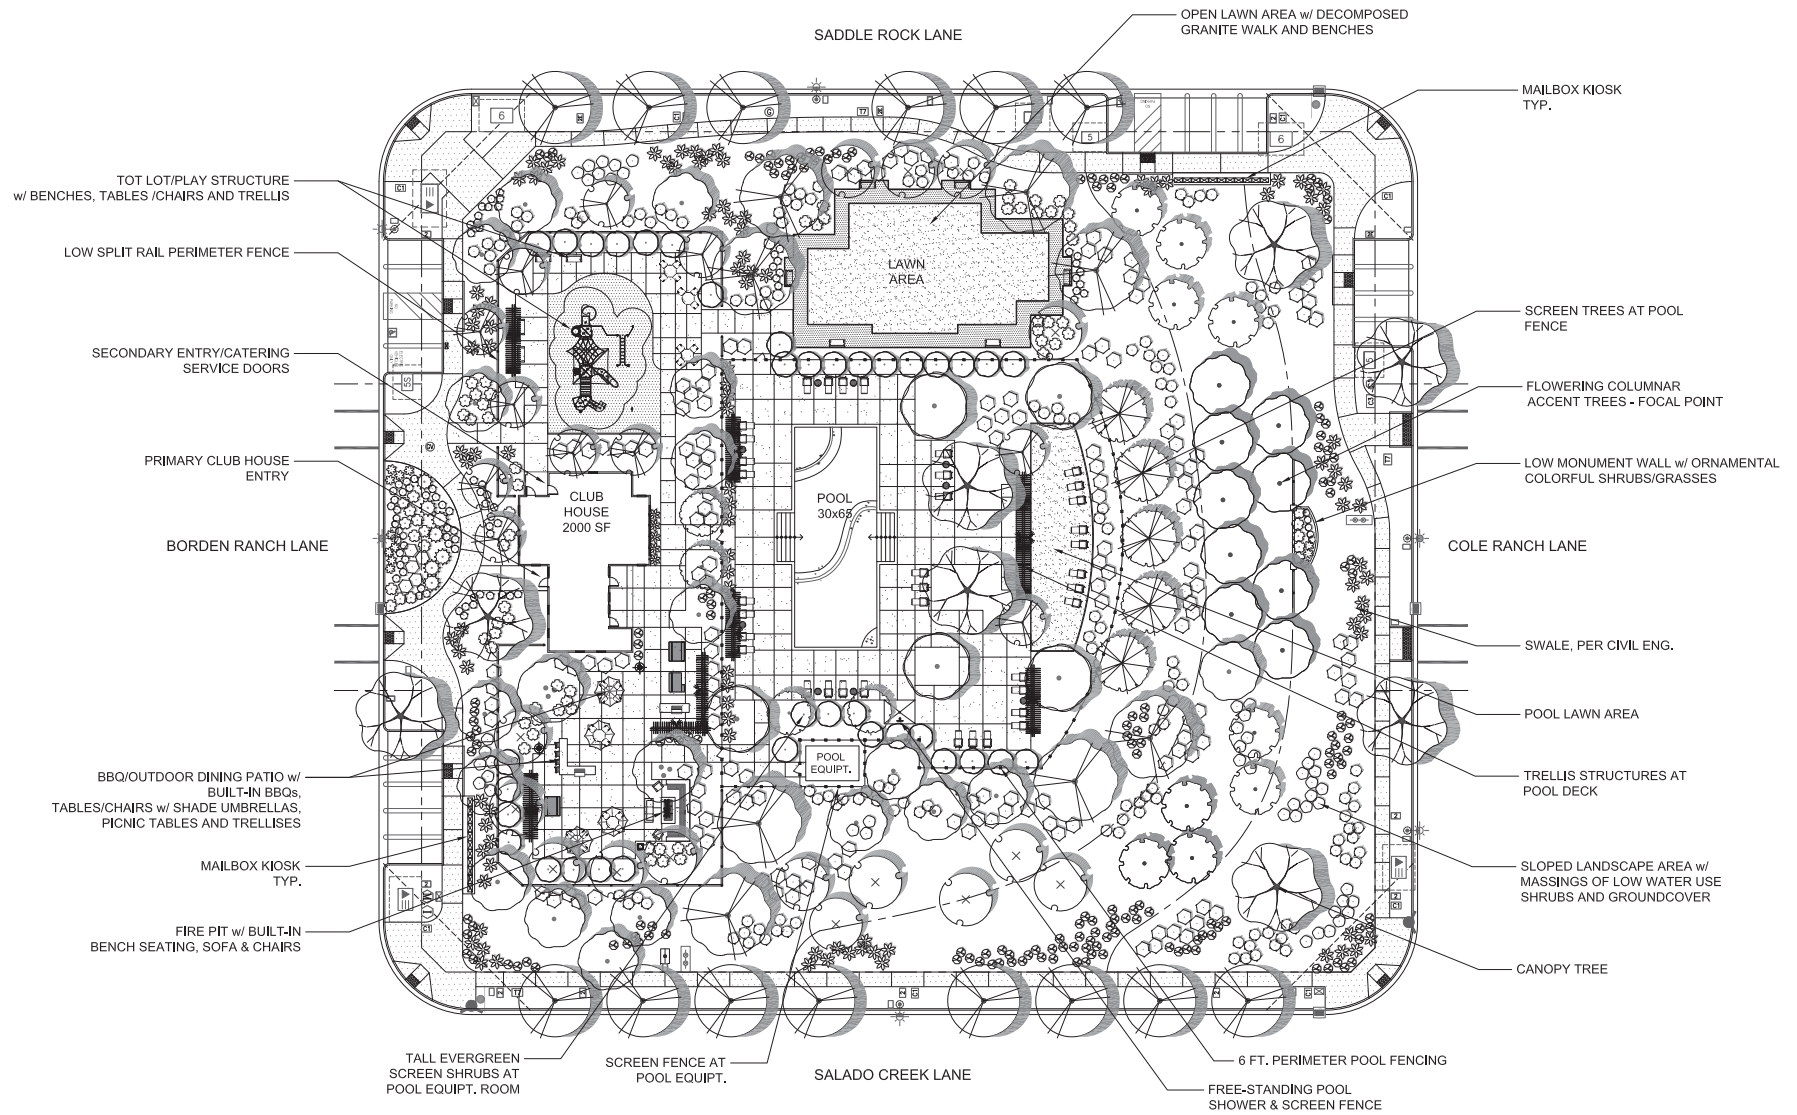 SADDLE ROCK LANE
OPEN LAWN AREA w/ DECOMPOSED
GRANITE WALK AND BENCHES
MAILBOX KIOSK
TYP.
TOT LOT/PLAY STRUCTURE
w/ BENCHES, TABLES /CHAIRS AND TRELLIS
LOW SPLIT RAIL PERIMETER FENCE
SECONDARY ENTRY/CATERING
SERVICE DOORS
PRIMARY CLUB HOUSE
ENTRY
BORDEN RANCH LANE
BBQ/OUTDOOR DINING PATIO w/
BUILT-IN BBQs,
TABLES/CHAIRS w/ SHADE UMBRELLAS,
PICNIC TABLES AND TRELLISES
MAILBOX KIOSK
TYP.
FIRE PIT w/ BUILT-IN
BENCH SEATING, SOFA & CHAIRS
LAWN
AREA
CLUB
HOUSE
2000 SF
POOL
30x65
POOL
EQUIPT.
6
5
6
5
SCREEN TREES AT POOL
FENCE
FLOWERING COLUMNAR
ACCENT TREES - FOCAL POINT
LOW MONUMENT WALL w/ ORNAMENTAL
COLORFUL SHRUBS/GRASSES
COLE RANCH LANE
SWALE, PER CIVIL ENG.
POOL LAWN AREA
TRELLIS STRUCTURES AT
POOL DECK
SLOPED LANDSCAPE AREA w/
MASSINGS OF LOW WATER USE
SHRUBS AND GROUNDCOVER
CANOPY TREE
TALL EVERGREEN
SCREEN SHRUBS AT
POOL EQUIPT. ROOM
SCREEN FENCE AT
POOL EQUIPT.
SALADO CREEK LANE
6 FT. PERIMETER POOL FENCING
FREE-STANDING POOL
SHOWER & SCREEN FENCE